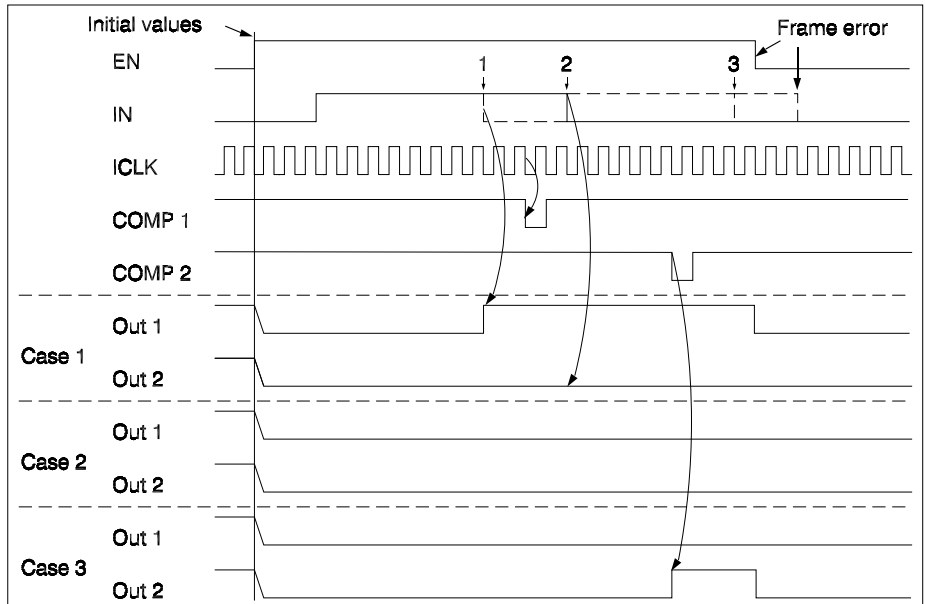 Initial values
Frame error
EN
1 2 3
IN
ICLK
COMP 1
COMP 2
Out 1
Case 1
Out 2
Out 1
Case 2
Out 2
Out 1
Case 3
Out 2